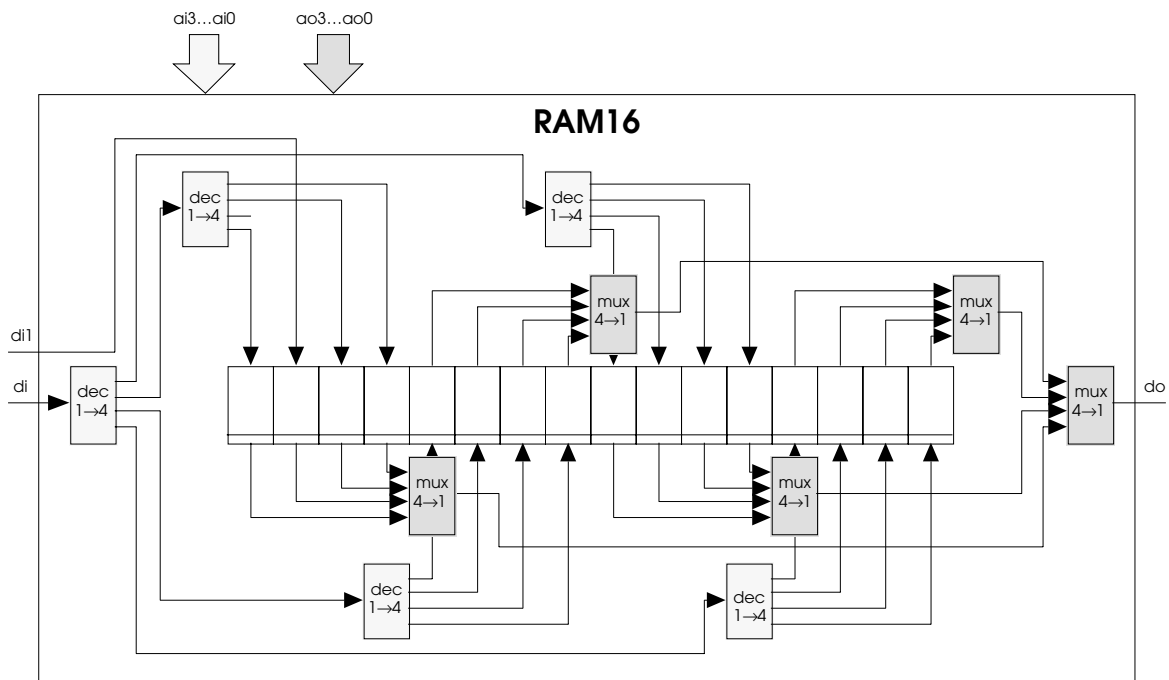 ai3...ai0
ao3...ao0
RAM16
dec
1→4
dec
1→4
mux
4→1
mux
4→1
di1
di
dec
1→4
mux
4→1
do
mux
4→1
mux
4→1
dec
1→4
dec
1→4